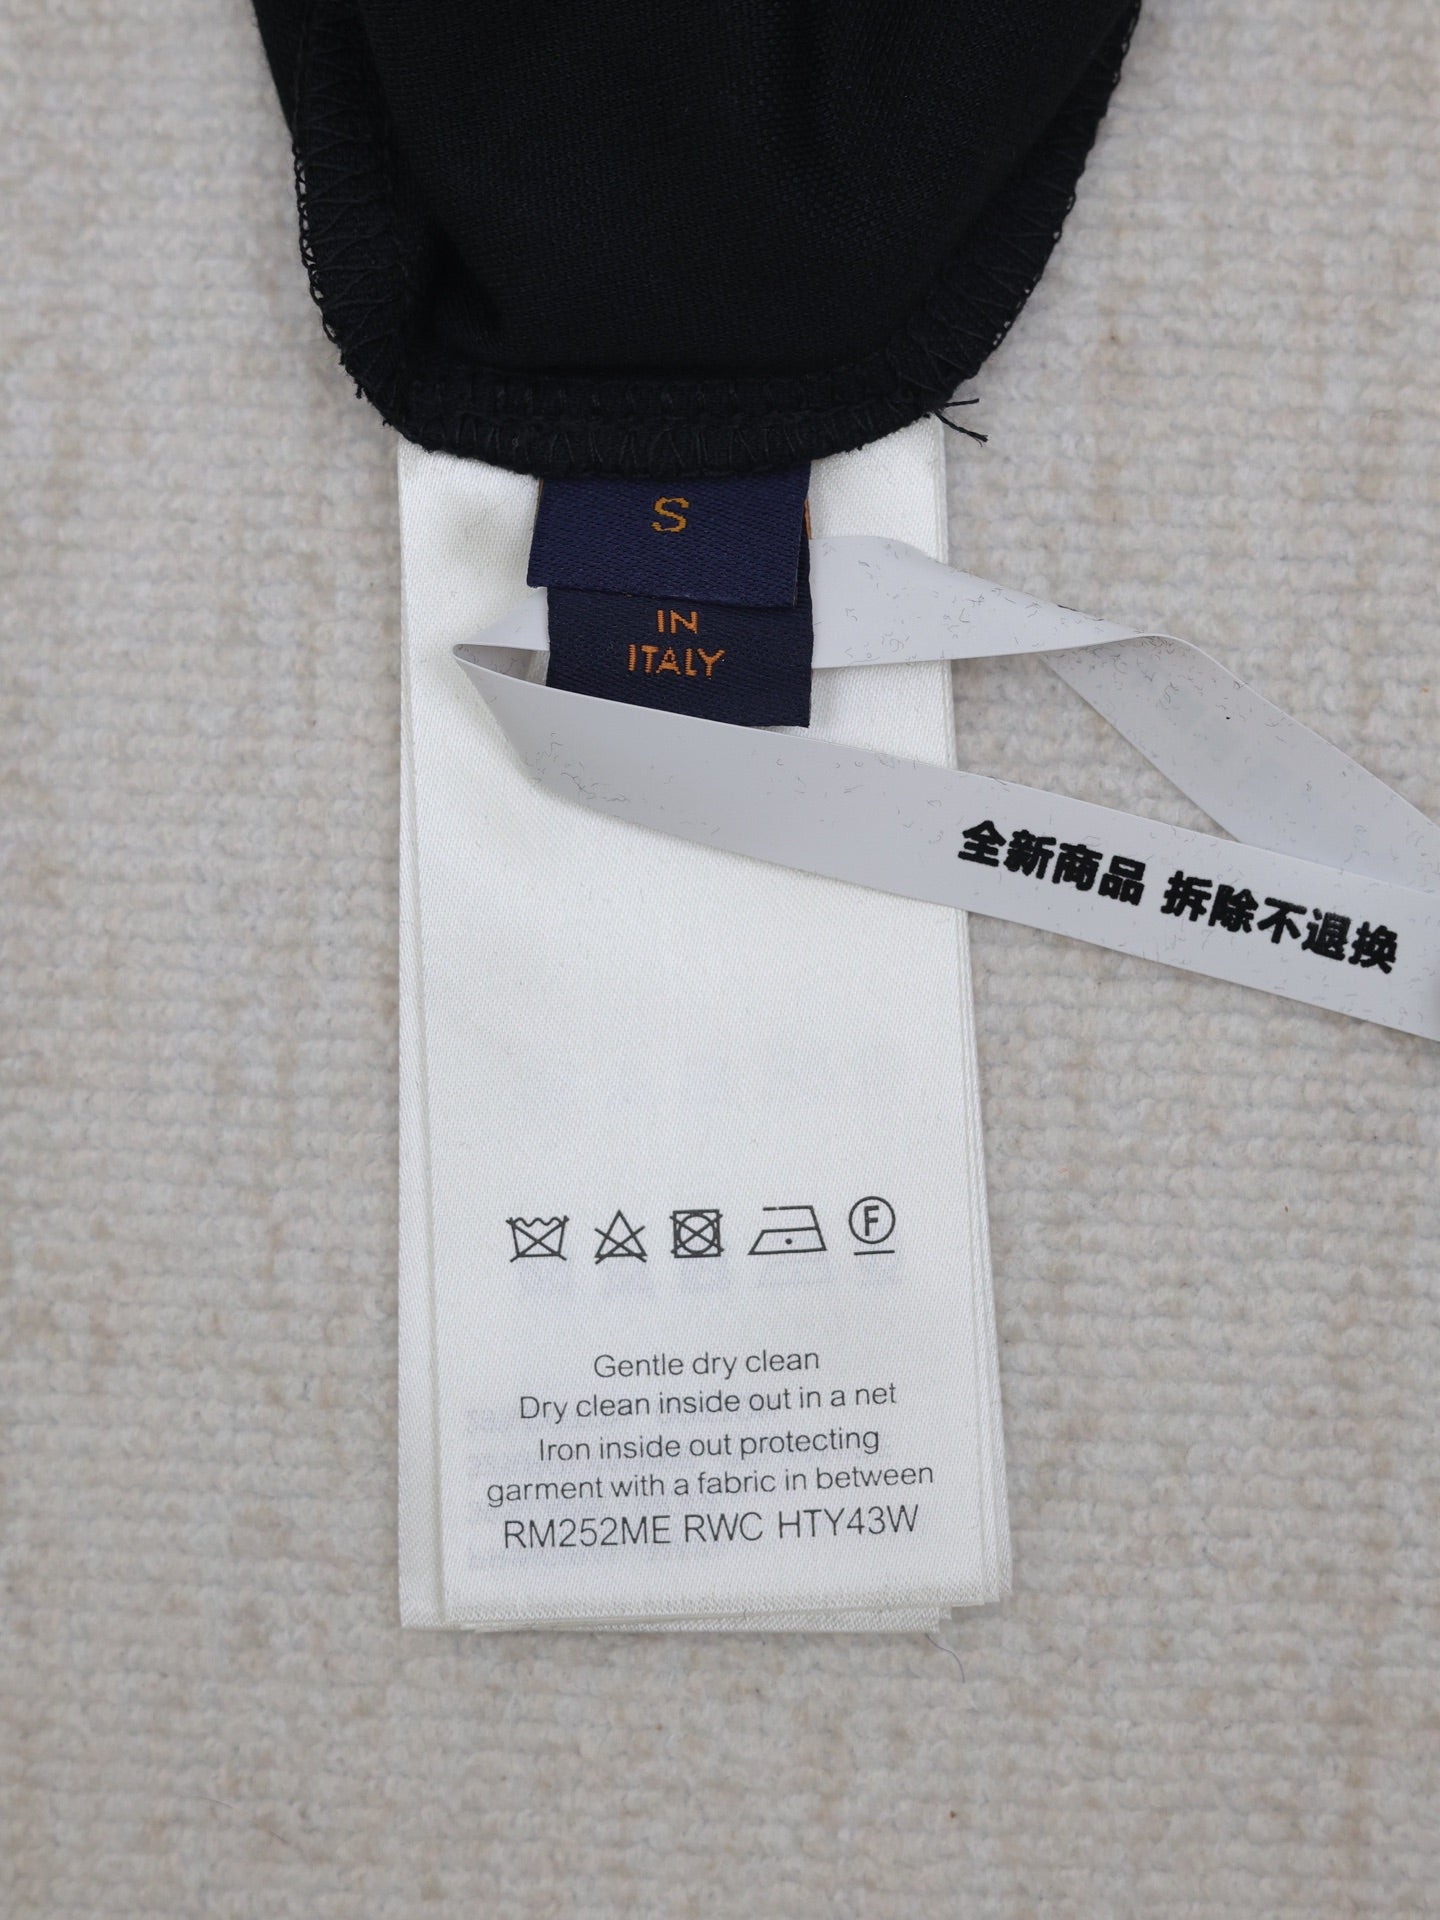 S
IN
ITALY
全新商品 拆除不退换
F
Gentle dry clean
Dry clean inside out in a net
Iron inside out protecting
garment with a fabric in between
RM252ME RWC HTY43W